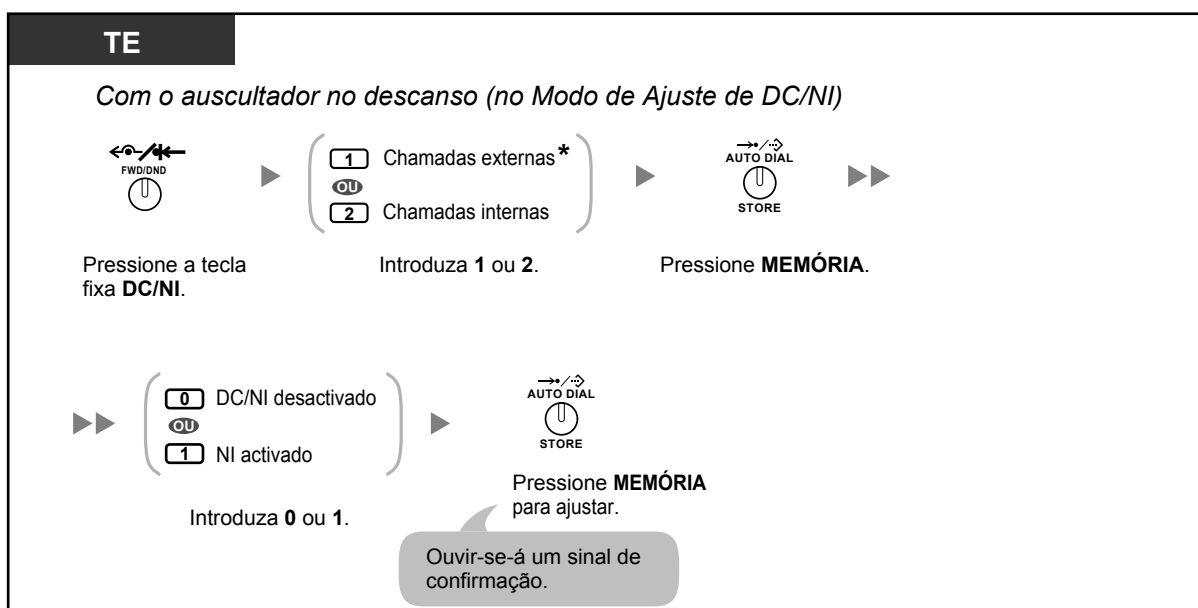 TE
Com o auscultador no descanso (no Modo de Ajuste de DC/NI)
FWD/DND
1 Chamadas externas*
OU
2 Chamadas internas
AUTO DIAL
STORE
Pressione a tecla
fixa DC/NI.
Introduza 1 ou 2.
Pressione MEMÓRIA.
0 DC/NI desactivado
OU
1 NI activado
AUTO DIAL
STORE
Introduza 0 ou 1.
Pressione MEMÓRIA
para ajustar.
Ouvir-se-á um sinal de
confirmação.